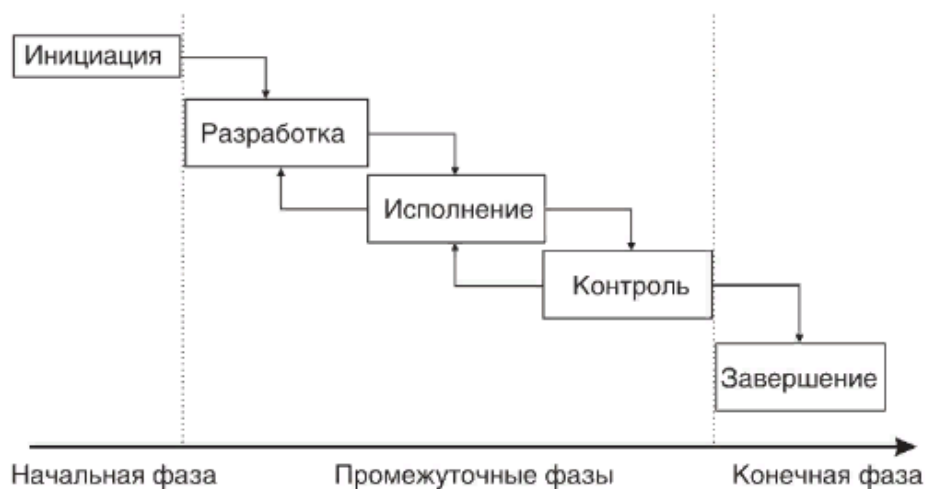 Инициация
Разработка
Исполнение
Контроль
Завершение
Начальная фаза
Промежуточные фазы
Конечная фаза